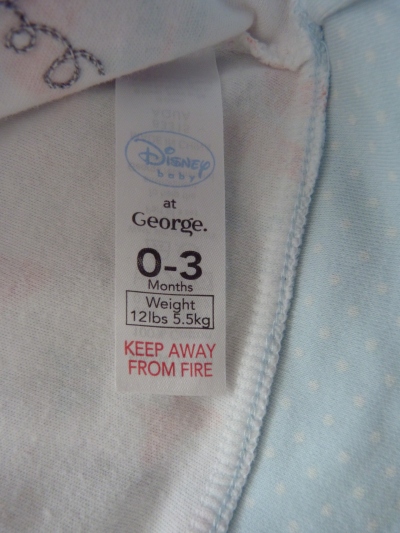 Disney
baby
at
George.
0-3
Months
Weight
12lbs 5.5kg
KEEP AWAY
FROM FIRE